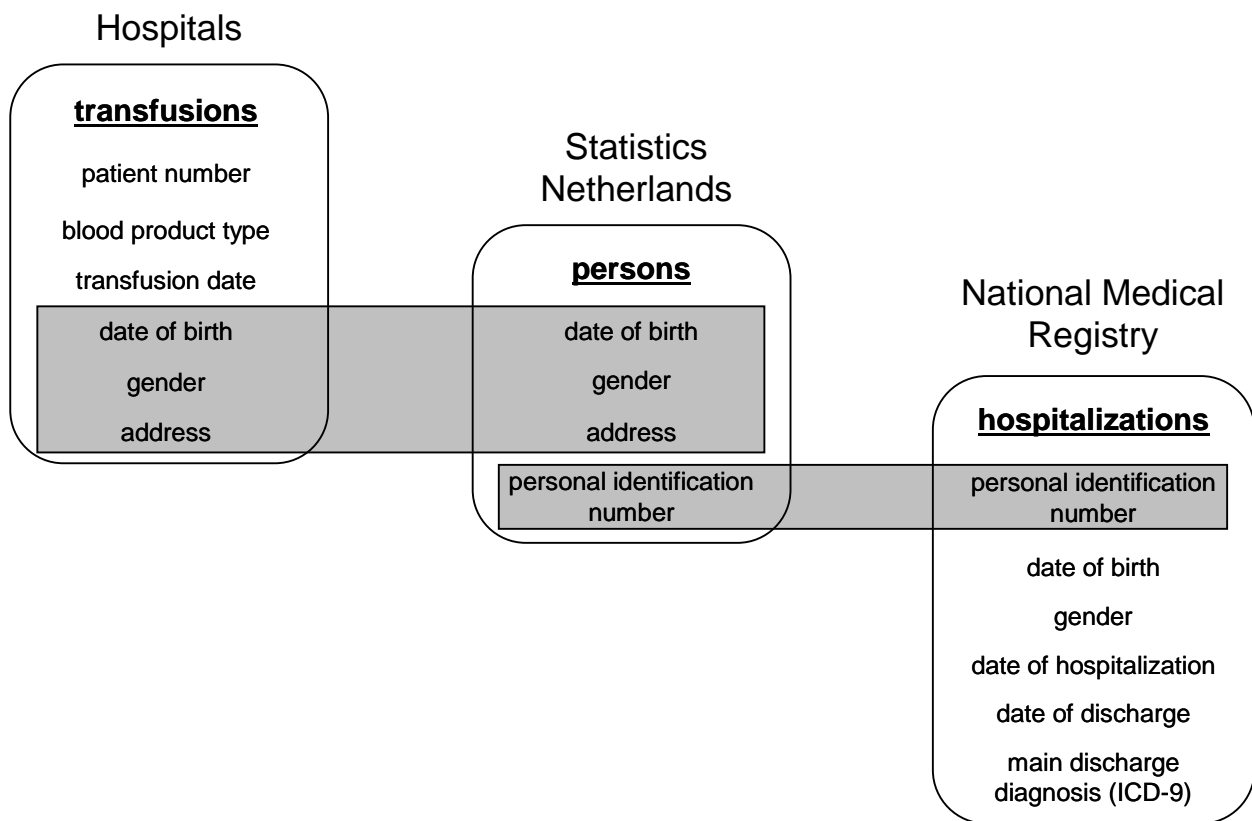 Hospitals
transfusions
patient number
blood product type
transfusion date
date of birth
gender
address
Statistics
Netherlands
persons
date of birth
gender
address
personal identification
number
National Medical
Registry
hospitalizations
personal identification
number
date of birth
gender
date of hospitalization
date of discharge
main discharge
diagnosis (ICD-9)